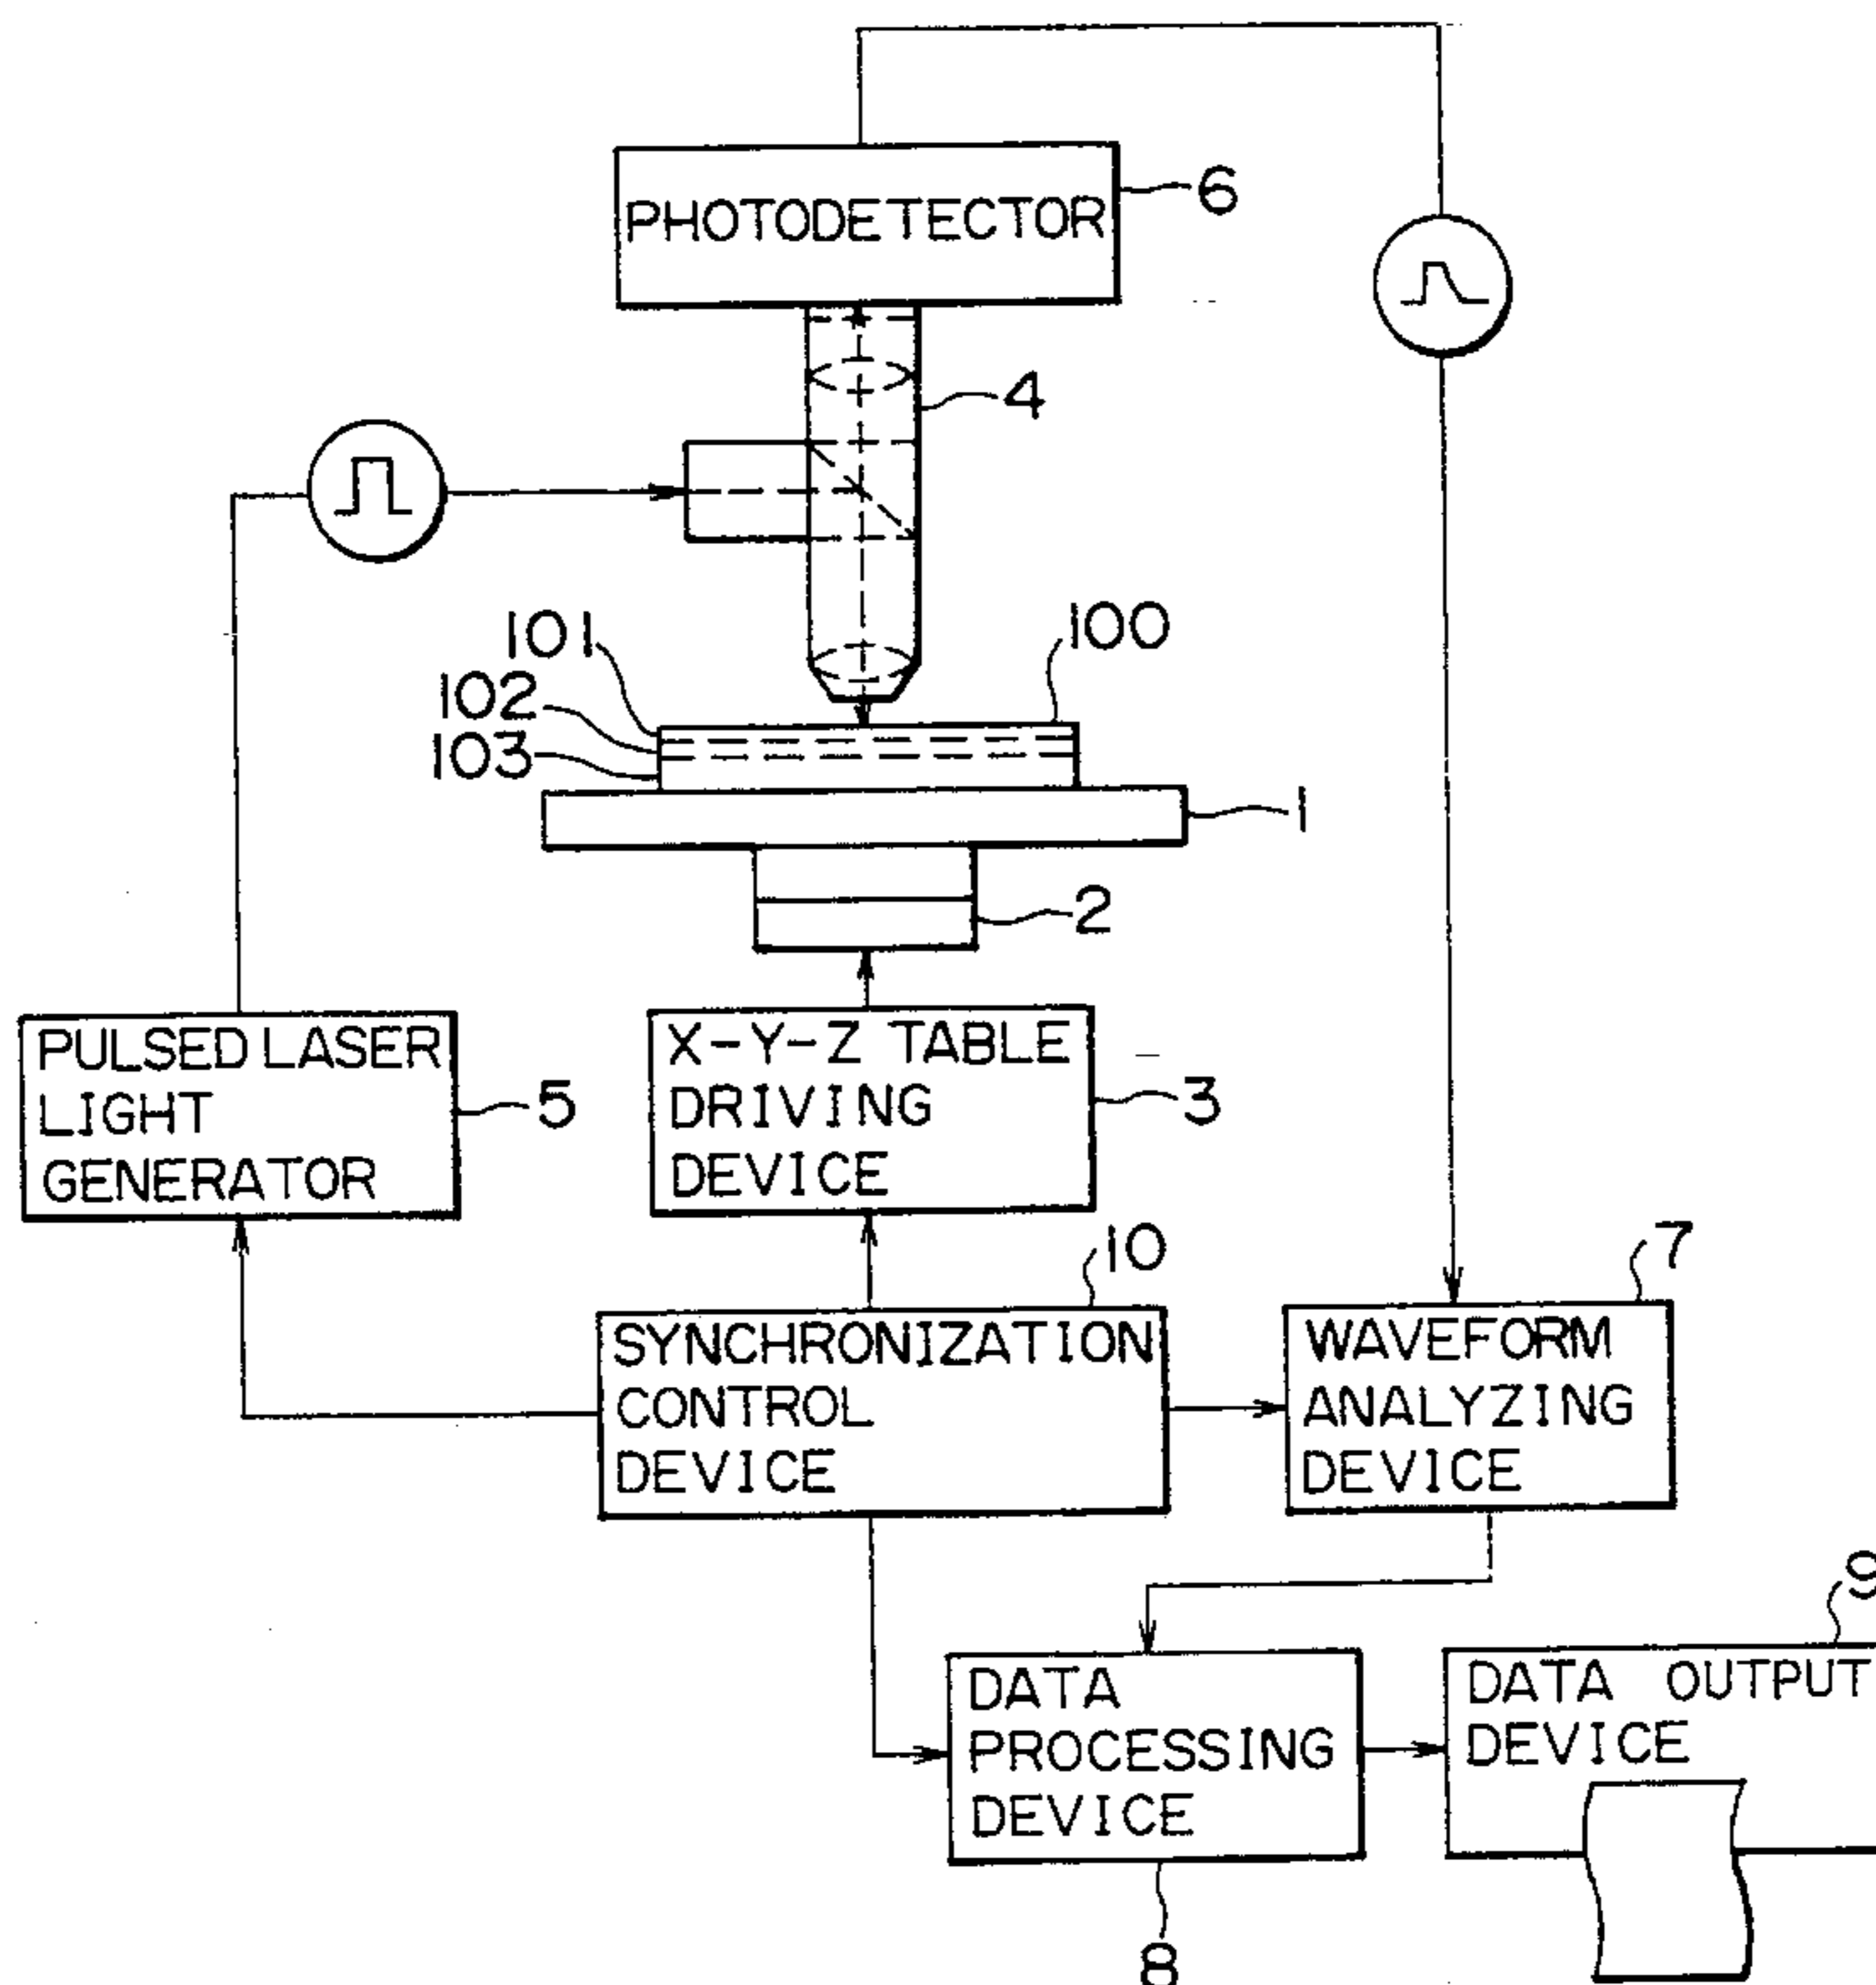 PHOTODETECTOR
6
4
101
100
102
103
1
2
PULSED LASER
LIGHT
GENERATOR
5
X-Y-Z TABLE
DRIVING
DEVICE
3
10
SYNCHRONIZATION
CONTROL
DEVICE
7
WAVEFORM
ANALYZING
DEVICE
9
DATA
PROCESSING
DEVICE
8
DATA OUTPUT
DEVICE